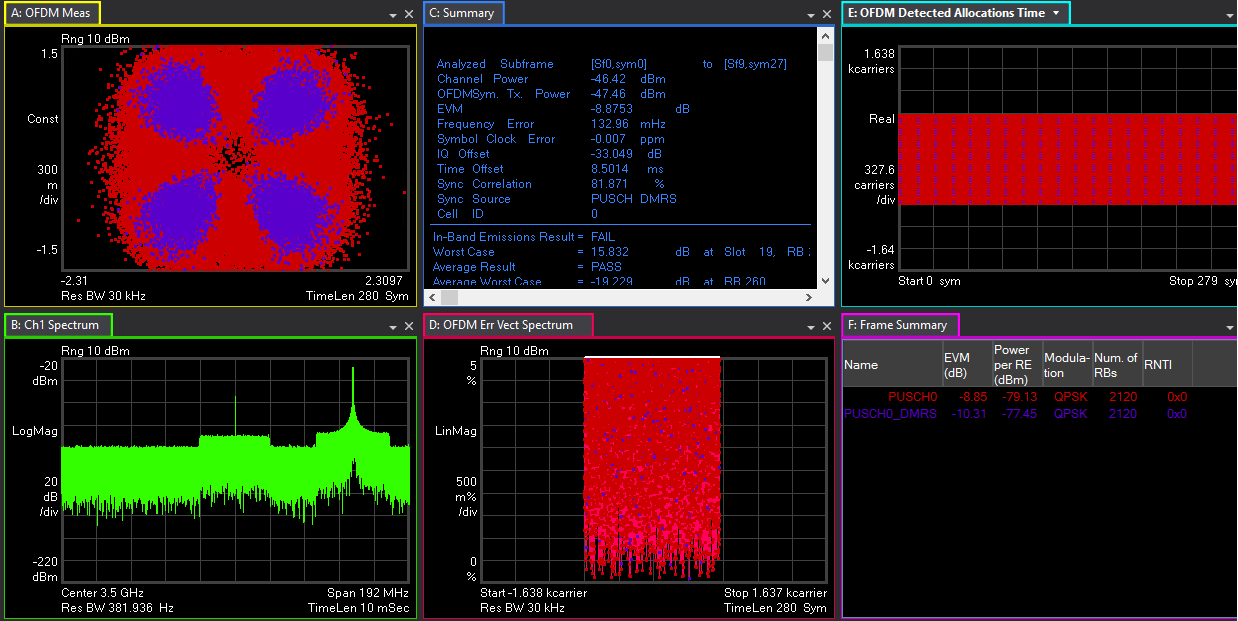 A: OFDM Meas
Rng 10 dBm
1.5
Const
300
m
/div
-1.5
-2.31
2.3097
Res BW 30 kHz
TimeLen 280 Sym
C: Summary
Analyzed Subframe [Sf0,sym0] to [Sf9,sym27]
Channel Power -46.42 dBm
OFDMSym. Tx. Power -47.46 dBm
EVM -8.8753 dB
Frequency Error 132.96 mHz
Symbol Clock Error -0.007 ppm
IQ Offset -33.049 dB
Time Offset 8.5014 ms
Sync Correlation 81.871 %
Sync Source PUSCH DMRS
Cell ID 0
In-Band Emissions Result = FAIL
Worst Case = 15.832 dB at Slot 19, RB
Average Result = PASS
Average Worst Case = -19.229 dB at RB 260
E: OFDM Detected Allocations Time
1.638
kcarriers
Real
327.6
carriers
/div
-1.64
kcarriers
Start 0 sym
Stop 279
B: Ch1 Spectrum
Rng 10 dBm
-20
dBm
LogMag
20
dB
/div
-220
dBm
Center 3.5 GHz
Span 192 MHz
Res BW 381.936 Hz
TimeLen 10 mSec
D: OFDM Err Vect Spectrum
Rng 10 dBm
5
%
LinMag
500
m%
/div
0
%
Start -1.638 kcarrier
Stop 1.637 kcarrier
Res BW 30 kHz
TimeLen 280 Sym
F: Frame Summary
Name EVM (dB) Power per RE (dBm) Modula-tion Num. of RBs RNTI
PUSCH0 -8.85 -79.13 QPSK 2120 0x0
PUSCH0_DMRS -10.31 -77.45 QPSK 2120 0x0